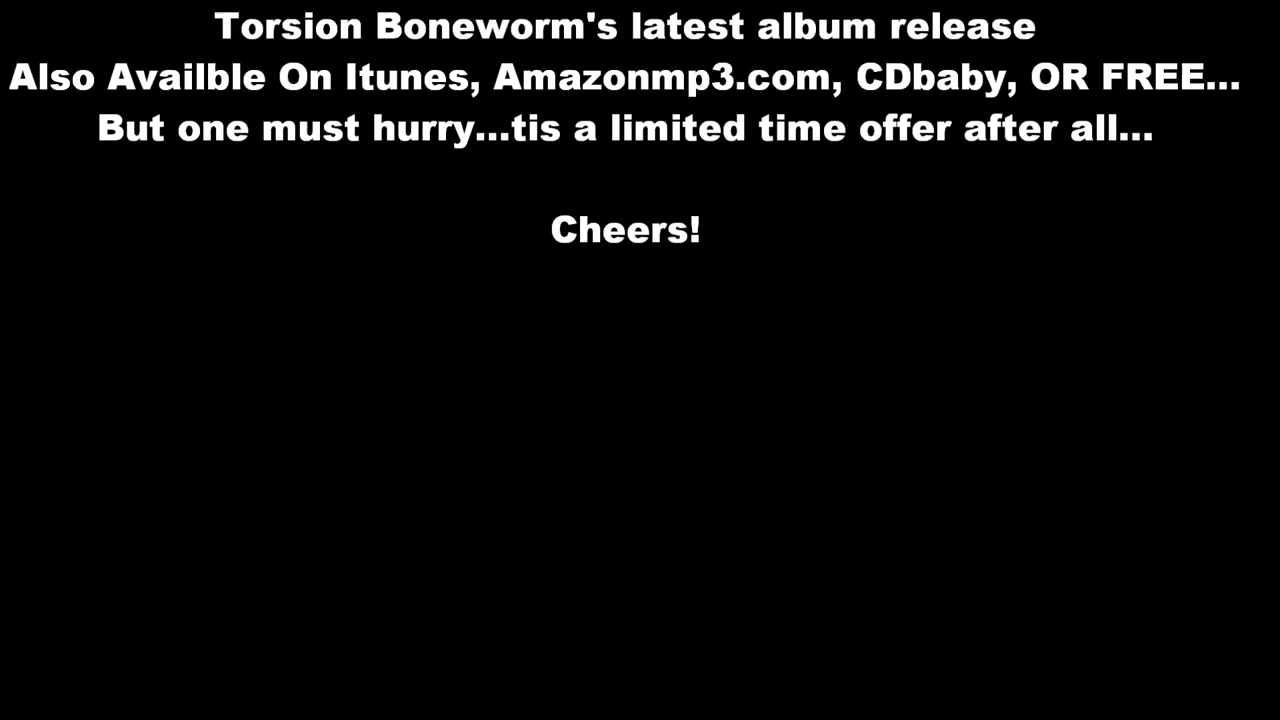 Torsion Boneworm's latest album release
Also Availble On Itunes, Amazonmp3.com, CDbaby, OR FREE...
But one must hurry...tis a limited time offer after all...
Cheers!